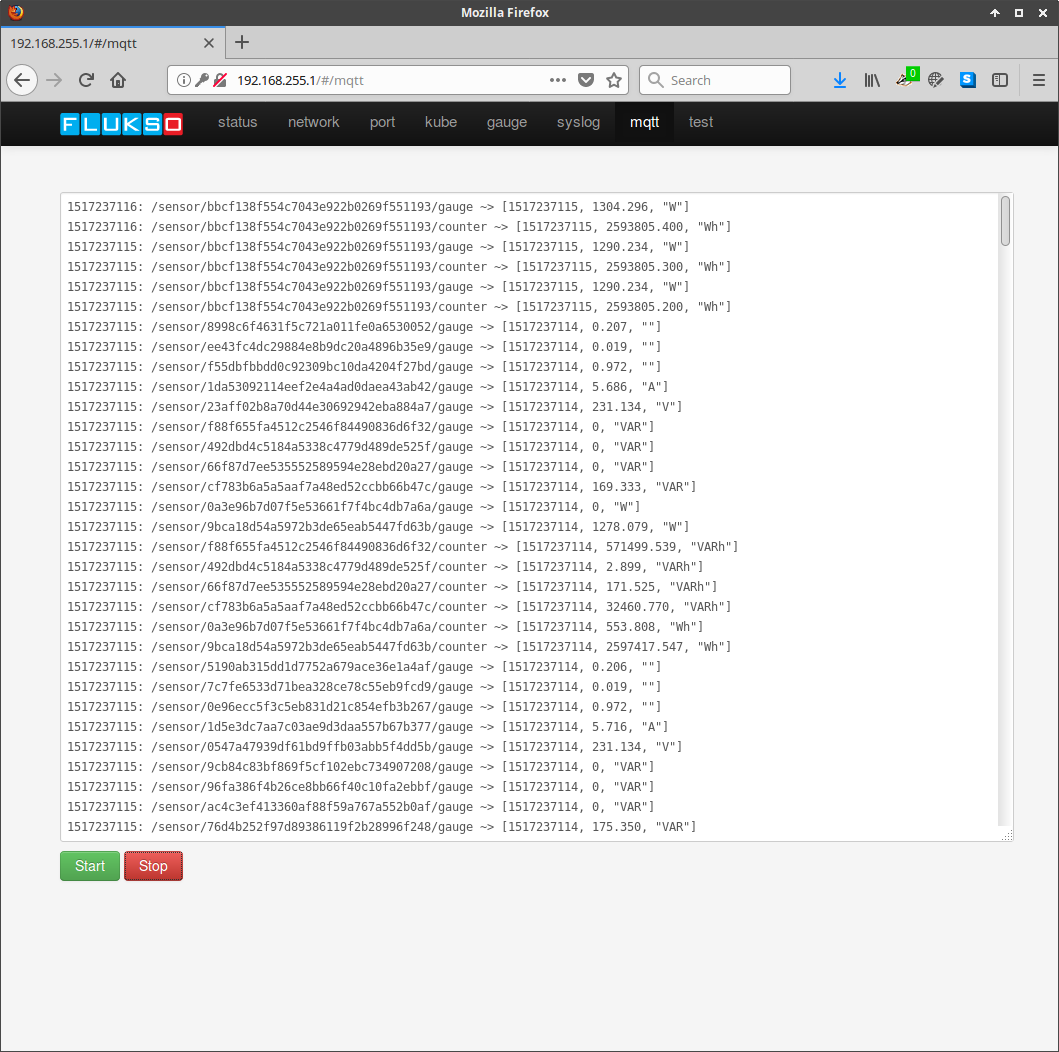 Mozilla Firefox
192.168.255.1/#/mqtt
192.168.255.1/#/mqtt
Search
0
S
FLUKSO
status network port kube gauge syslog mqtt test
1517237116: /sensor/bbcf138f554c7043e922b0269f551193/gauge ~> [1517237115, 1304.296, "W"]
1517237116: /sensor/bbcf138f554c7043e922b0269f551193/counter ~> [1517237115, 2593805.400, "Wh"]
1517237115: /sensor/bbcf138f554c7043e922b0269f551193/gauge ~> [1517237115, 1290.234, "W"]
1517237115: /sensor/bbcf138f554c7043e922b0269f551193/counter ~> [1517237115, 2593805.300, "Wh"]
1517237115: /sensor/bbcf138f554c7043e922b0269f551193/gauge ~> [1517237115, 1290.234, "W"]
1517237115: /sensor/bbcf138f554c7043e922b0269f551193/counter ~> [1517237115, 2593805.200, "Wh"]
1517237115: /sensor/8998c6f4631f5c721a011fe0a6530052/gauge ~> [1517237114, 0.207, ""]
1517237115: /sensor/ee43fc4dc29884e8b9dc20a4896b35e9/gauge ~> [1517237114, 0.019, ""]
1517237115: /sensor/f55dbfbbdd0c92309bc10da4204f27bd/gauge ~> [1517237114, 0.972, ""]
1517237115: /sensor/1da53092114eef2e4a4ad0daea43ab42/gauge ~> [1517237114, 5.686, "A"]
1517237115: /sensor/23aff02b8a70d44e30692942eba884a7/gauge ~> [1517237114, 231.134, "V"]
1517237115: /sensor/f88f655fa4512c2546f84490836d6f32/gauge ~> [1517237114, 0, "VAR"]
1517237115: /sensor/492dbd4c5184a5338c4779d489de525f/gauge ~> [1517237114, 0, "VAR"]
1517237115: /sensor/66f87d7ee535552589594e28ebd20a27/gauge ~> [1517237114, 0, "VAR"]
1517237115: /sensor/cf783b6a5a5aaf7a48ed52ccbb66b47c/gauge ~> [1517237114, 169.333, "VAR"]
1517237115: /sensor/0a3e96b7d07f5e53661f7f4bc4db7a6a/gauge ~> [1517237114, 0, "W"]
1517237115: /sensor/9bca18d54a5972b3de65eab5447fd63b/gauge ~> [1517237114, 1278.079, "W"]
1517237115: /sensor/f88f655fa4512c2546f84490836d6f32/counter ~> [1517237114, 571499.539, "VARh"]
1517237115: /sensor/492dbd4c5184a5338c4779d489de525f/counter ~> [1517237114, 2.899, "VARh"]
1517237115: /sensor/66f87d7ee535552589594e28ebd20a27/counter ~> [1517237114, 171.525, "VARh"]
1517237115: /sensor/cf783b6a5a5aaf7a48ed52ccbb66b47c/counter ~> [1517237114, 32460.770, "VARh"]
1517237115: /sensor/0a3e96b7d07f5e53661f7f4bc4db7a6a/counter ~> [1517237114, 553.808, "Wh"]
1517237115: /sensor/9bca18d54a5972b3de65eab5447fd63b/counter ~> [1517237114, 2597417.547, "Wh"]
1517237115: /sensor/5190ab315dd1d7752a679ace36e1a4af/gauge ~> [1517237114, 0.206, ""]
1517237115: /sensor/7c7fe6533d71bea328ce78c55eb9fcd9/gauge ~> [1517237114, 0.019, ""]
1517237115: /sensor/0e96ecc5f3c5eb831d21c854efb3b267/gauge ~> [1517237114, 0.972, ""]
1517237115: /sensor/1d5e3dc7aa7c03ae9d3daa557b67b377/gauge ~> [1517237114, 5.716, "A"]
1517237115: /sensor/0547a47939df61bd9ffb03abb5f4dd5b/gauge ~> [1517237114, 231.134, "V"]
1517237115: /sensor/9cb84c83bf869f5cf102ebc734907208/gauge ~> [1517237114, 0, "VAR"]
1517237115: /sensor/96fa386f4b26ce8bb66f40c10fa2ebbf/gauge ~> [1517237114, 0, "VAR"]
1517237115: /sensor/ac4c3ef413360af88f59a767a552b0af/gauge ~> [1517237114, 0, "VAR"]
1517237115: /sensor/76d4b252f97d89386119f2b28996f248/gauge ~> [1517237114, 175.350, "VAR"]
Start Stop